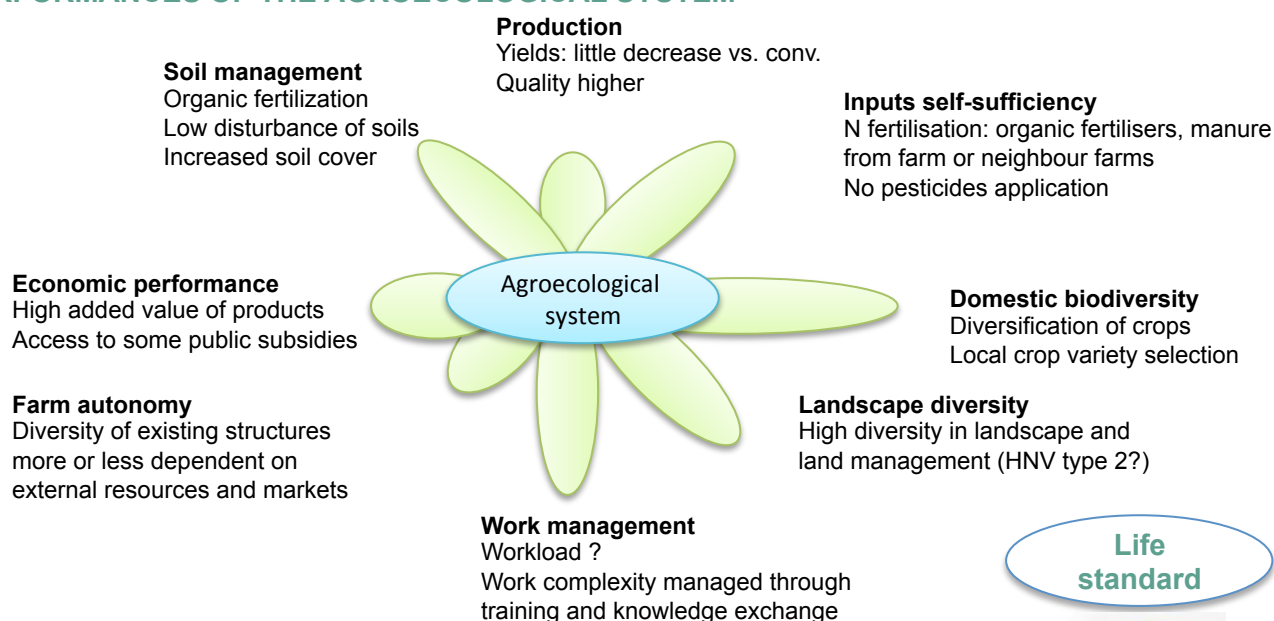 Production
Yields: little decrease vs. conv.
Quality higher
Soil management
Organic fertilization
Low disturbance of soils
Increased soil cover
Inputs self-sufficiency
N fertilisation: organic fertilisers, manure
from farm or neighbour farms
No pesticides application
Agroecological
system
Economic performance
High added value of products
Access to some public subsidies
Domestic biodiversity
Diversification of crops
Local crop variety selection
Farm autonomy
Diversity of existing structures
more or less dependent on
external resources and markets
Landscape diversity
High diversity in landscape and
land management (HNV type 2?)
Work management
Workload ?
Work complexity managed through
training and knowledge exchange
Life
standard